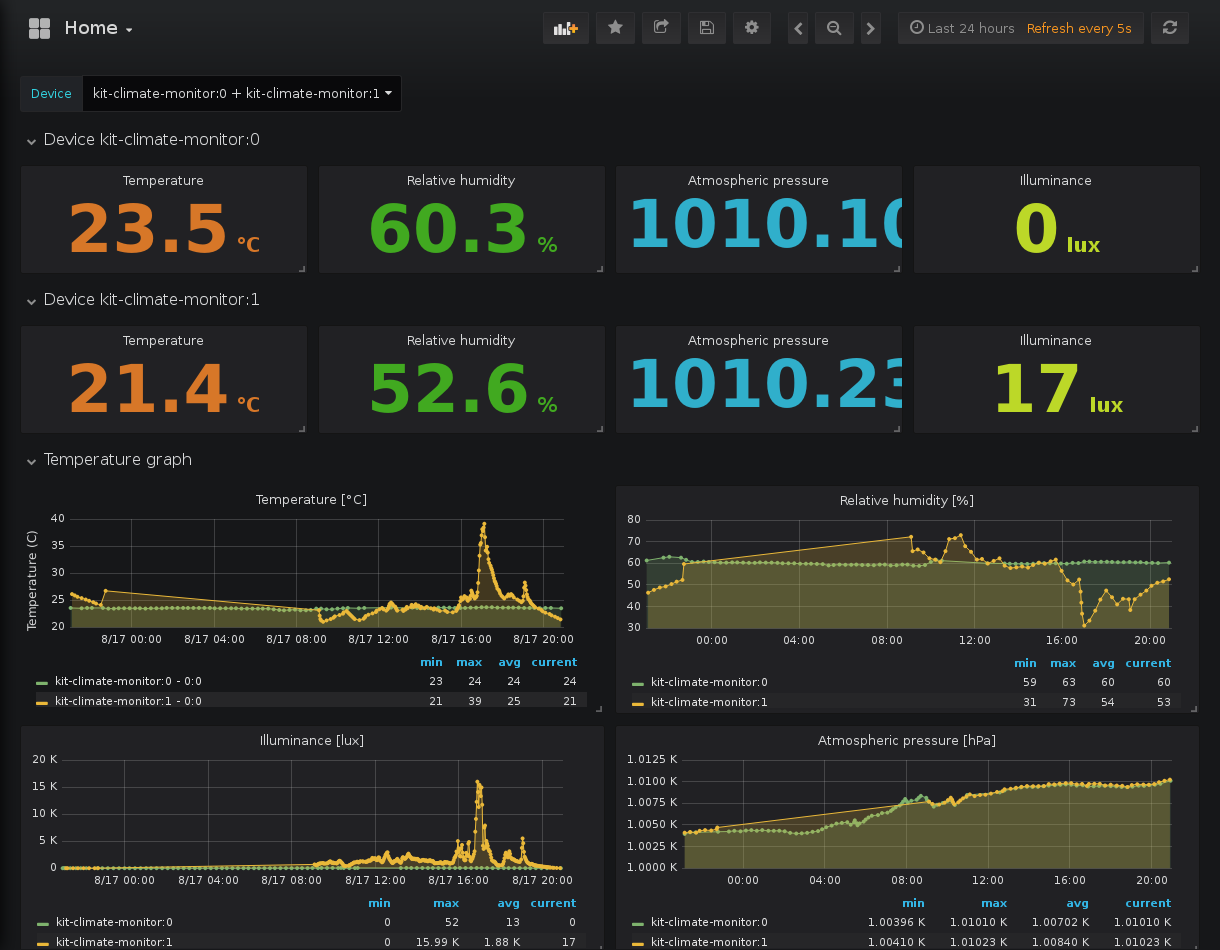 Home
Last 24 hours Refresh every 5s
Device kit-climate-monitor:0 + kit-climate-monitor:1
Device kit-climate-monitor:0
Temperature Relative humidity Atmospheric pressure Illuminance
23.5 °C 60.3 % 1010.10 0 lux
Device kit-climate-monitor:1
Temperature Relative humidity Atmospheric pressure Illuminance
21.4 °C 52.6 % 1010.23 17 lux
Temperature graph
Temperature [°C]
Temperature (C)
40
35
30
25
20
8/17 00:00 8/17 04:00 8/17 08:00 8/17 12:00 8/17 16:00 8/17 20:00
min max avg current
kit-climate-monitor:0 - 0:0 23 24 24 24
kit-climate-monitor:1 - 0:0 21 39 25 21
Relative humidity [%]
80
70
60
50
40
30
00:00 04:00 08:00 12:00 16:00 20:00
min max avg current
kit-climate-monitor:0 59 63 60 60
kit-climate-monitor:1 31 73 54 53
Illuminance [lux]
20 K
15 K
10 K
5 K
0
8/17 00:00 8/17 04:00 8/17 08:00 8/17 12:00 8/17 16:00 8/17 20:00
min max avg current
kit-climate-monitor:0 0 52 13 0
kit-climate-monitor:1 0 15.99 K 1.88 K 17
Atmospheric pressure [hPa]
1.0125 K
1.0100 K
1.0075 K
1.0050 K
1.0025 K
1.0000 K
00:00 04:00 08:00 12:00 16:00 20:00
min max avg current
kit-climate-monitor:0 1.00396 K 1.01010 K 1.00702 K 1.01010 K
kit-climate-monitor:1 1.00410 K 1.01023 K 1.00840 K 1.01023 K